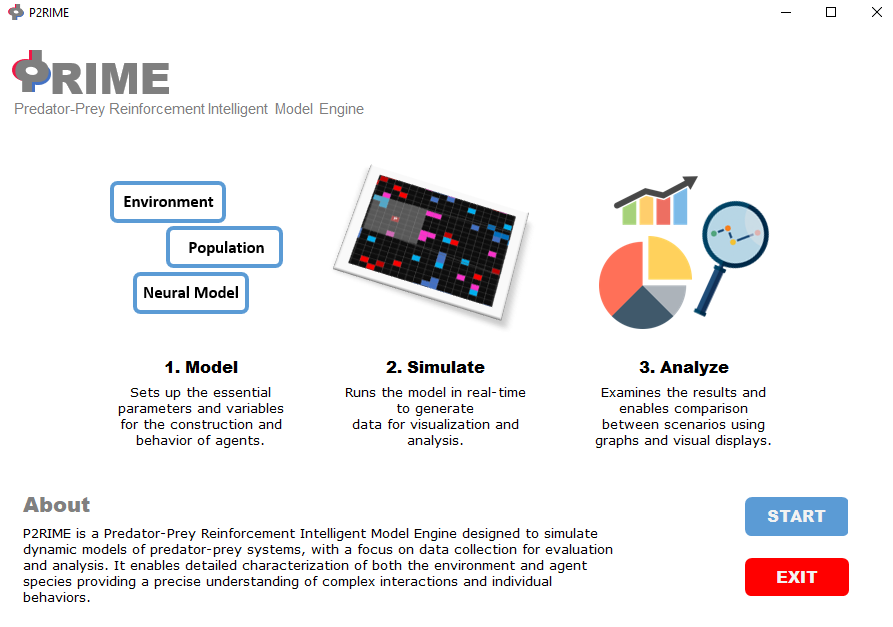 P2RIME
PRIME
Predator-Prey Reinforcement Intelligent Model Engine
Environment
Population
Neural Model
1. Model
Sets up the essential
parameters and variables
for the construction and
behavior of agents.
2. Simulate
Runs the model in real-time
to generate
data for visualization and
analysis.
3. Analyze
Examines the results and
enables comparison
between scenarios using
graphs and visual displays.
About
P2RIME is a Predator-Prey Reinforcement Intelligent Model Engine designed to simulate
dynamic models of predator-prey systems, with a focus on data collection for evaluation
and analysis. It enables detailed characterization of both the environment and agent
species providing a precise understanding of complex interactions and individual
behaviors.
START
EXIT